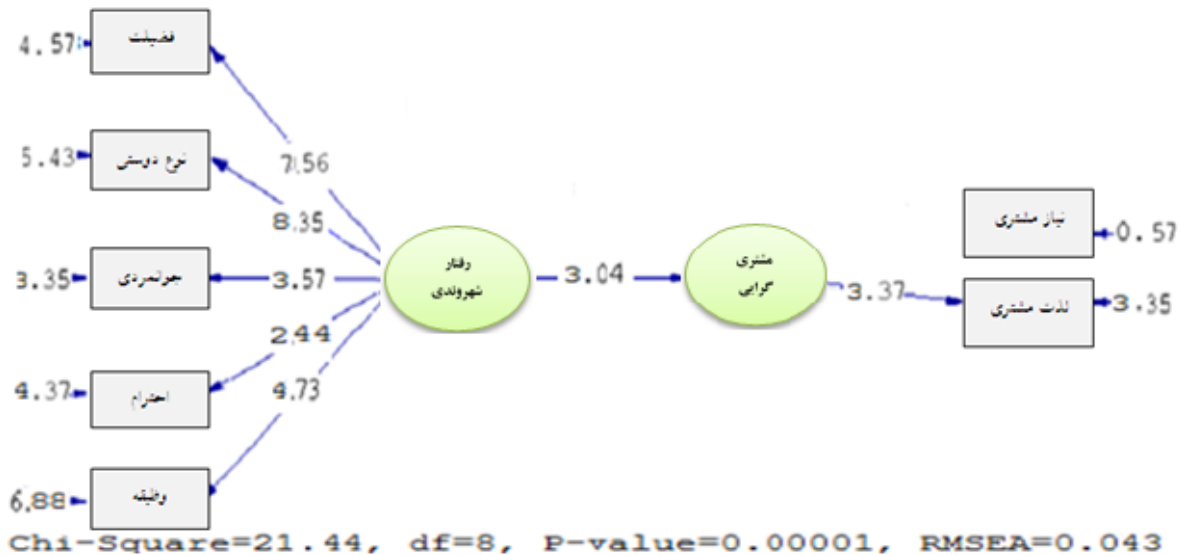 4.57
فضیلت
7.56
5.43
نوع دوستی
8.35
3.35
جوانمردی
3.57
رفتار
شهروندی
3.04
مشتری
گرایی
نیاز مشتری
0.57
3.37
لذت مشتری
3.35
2.44
4.37
احترام
4.73
6.88
وظیفه
Chi-Square=21.44, df=8, P-value=0.00001, RMSEA=0.043